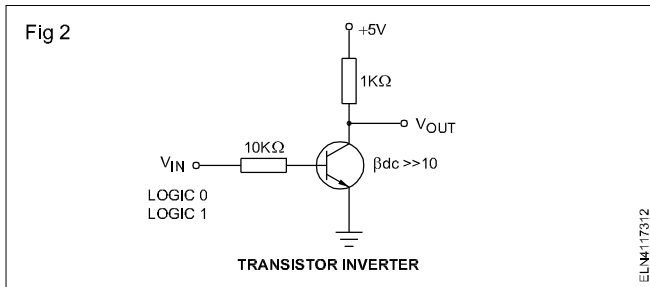 Fig 2
+5V
1KΩ
VOUT
10KΩ
VIN
βdc >>10
LOGIC 0
LOGIC 1
TRANSISTOR INVERTER
ELN4117312